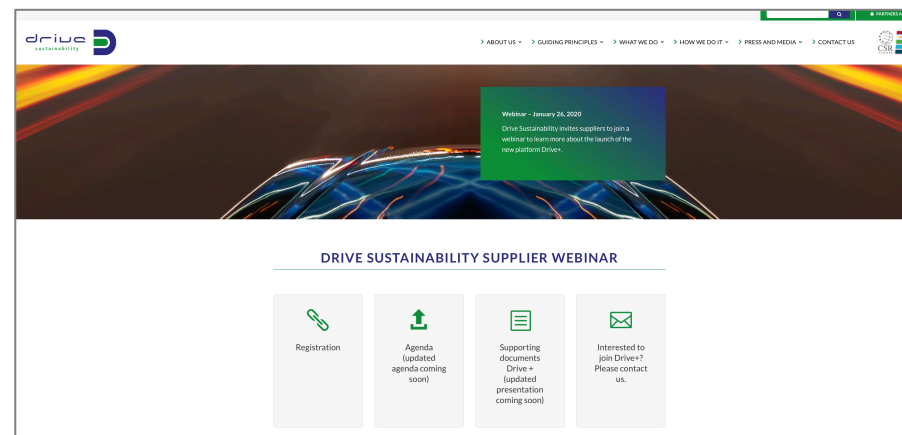 PARTNERS A
drive
sustainability
ABOUT US
GUIDING PRINCIPLES
WHAT WE DO
HOW WE DO IT
PRESS AND MEDIA
CONTACT US
CSR
Webinar – January 26, 2020
Drive Sustainability invites suppliers to join a
webinar to learn more about the launch of the
new platform Drive+.
DRIVE SUSTAINABILITY SUPPLIER WEBINAR
Registration
Agenda
(updated
agenda coming
soon)
Supporting
documents
Drive +
(updated
presentation
coming soon)
Interested to
join Drive+?
Please contact
us.